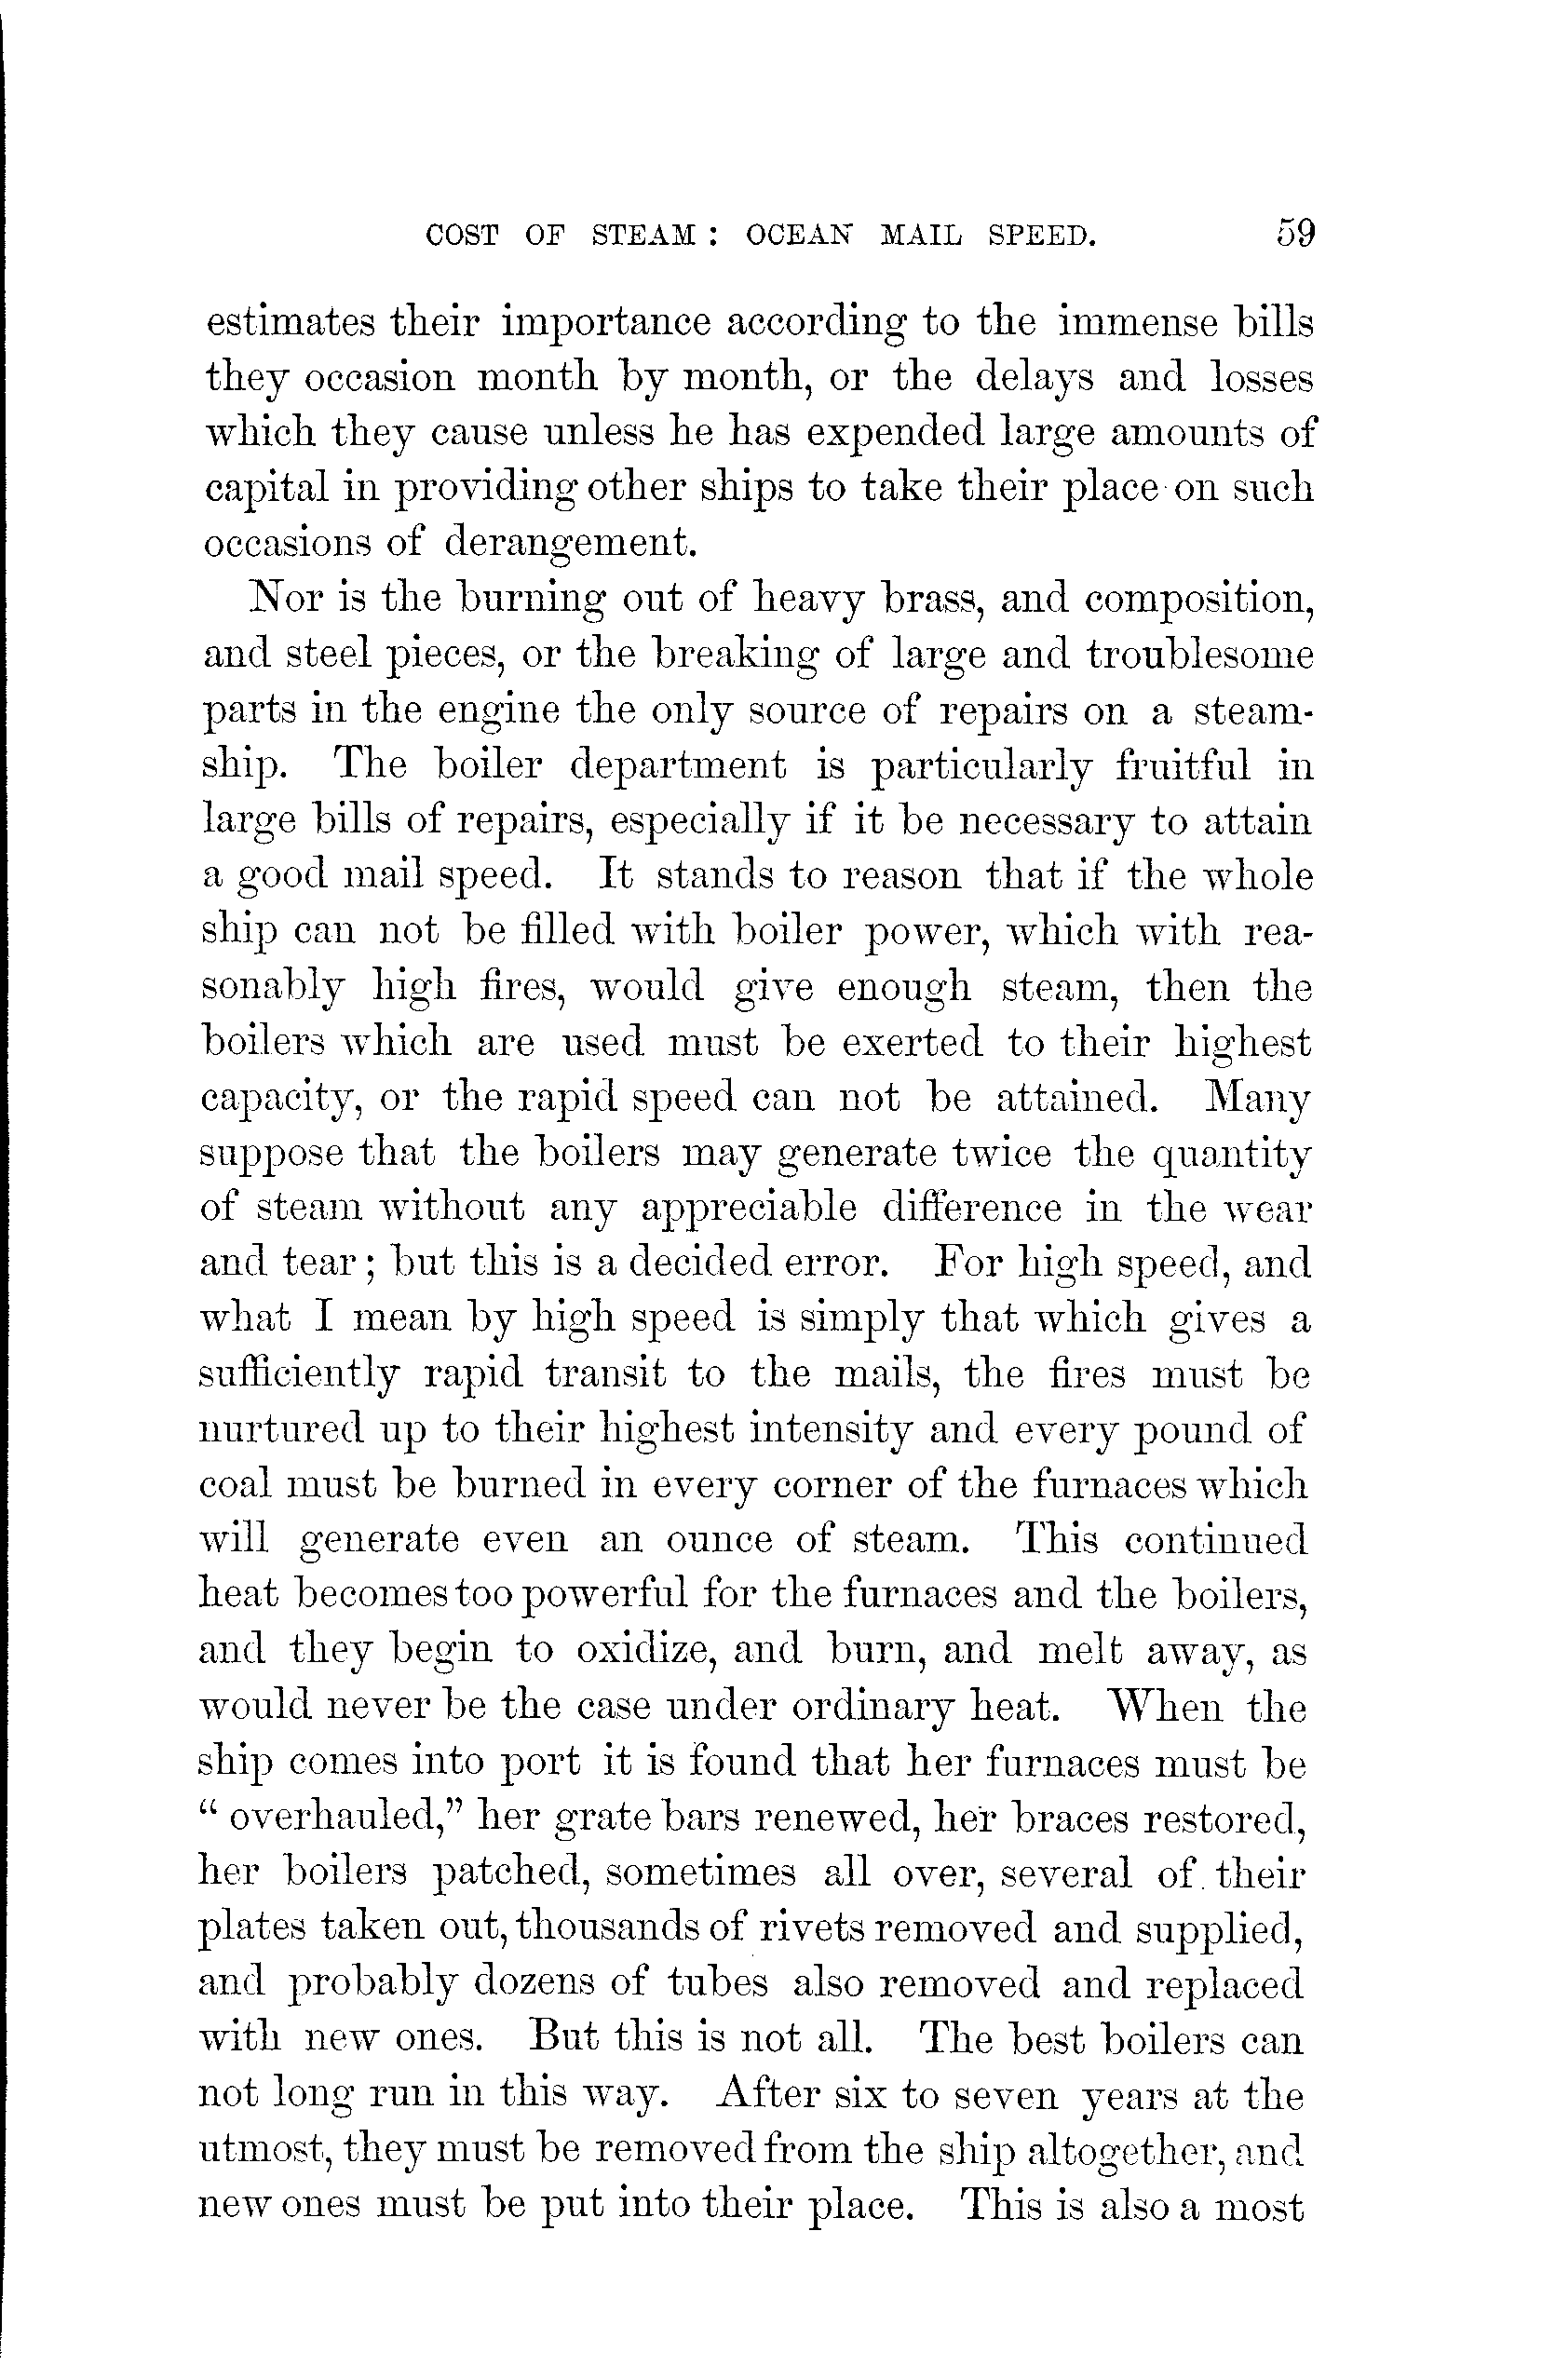 COST OF STEAM : OCEAN MAIL SPEED. 59
estimates their importance according to the immense bills
they occasion month by month, or the delays and losses
which they cause unless he has expended large amounts of
capital in providing other ships to take their place on such
occasions of derangement.
Nor is the burning out of heavy brass, and composition,
and steel pieces, or the breaking of large and troublesome
parts in the engine the only source of repairs on a steam-
ship. The boiler department is particularly fruitful in
large bills of repairs, especially if it be necessary to attain
a good mail speed. It stands to reason that if the whole
ship can not be filled with boiler power, which with rea-
sonably high fires, would give enough steam, then the
boilers which are used must be exerted to their highest
capacity, or the rapid speed can not be attained. Many
suppose that the boilers may generate twice the quantity
of steam without any appreciable difference in the wear
and tear ; but this is a decided error. For high speed, and
what I mean by high speed is simply that which gives a
sufficiently rapid transit to the mails, the fires must be
nurtured up to their highest intensity and every pound of
coal must be burned in every corner of the furnaces which
will generate even an ounce of steam. This continued
heat becomes too powerful for the furnaces and the boilers,
and they begin to oxidize, and burn, and melt away, as
would never be the case under ordinary heat. When the
ship comes into port it is found that her furnaces must be
“ overhauled,” her grate bars renewed, her braces restored,
her boilers patched, sometimes all over, several of their
plates taken out, thousands of rivets removed and supplied,
and probably dozens of tubes also removed and replaced
with new ones. But this is not all. The best boilers can
not long run in this way. After six to seven years at the
utmost, they must be removed from the ship altogether, and
new ones must be put into their place. This is also a most